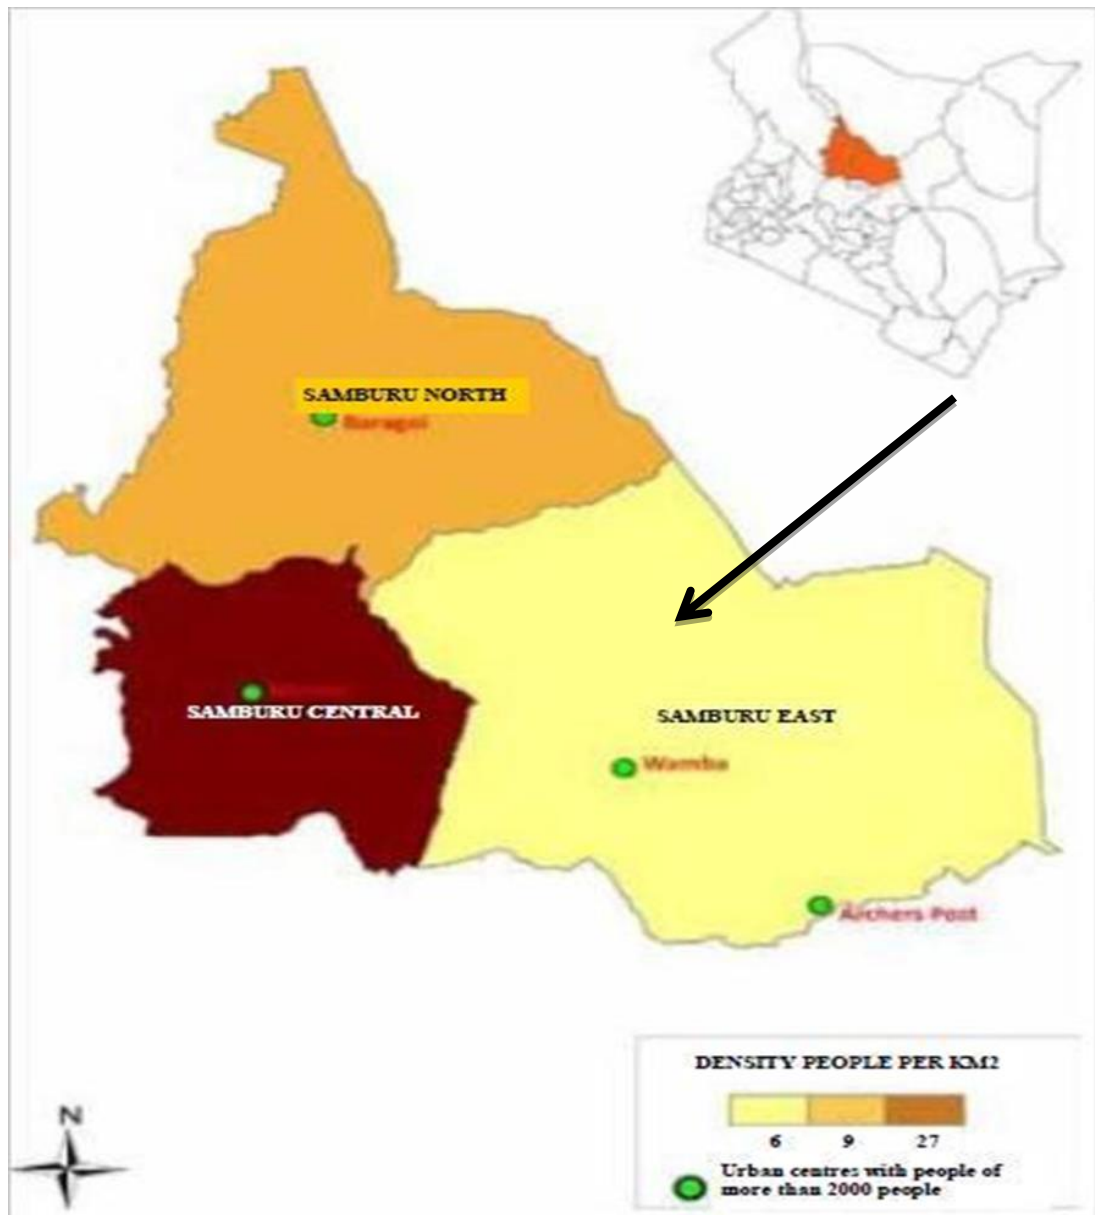 SAMBURU NORTH
Baragoi
SAMBURU CENTRAL
SAMBURU EAST
Wamba
Archers Post
DENSITY PEOPLE PER KM2
6 9 27
Urban centres with people of
more than 2000 people
N